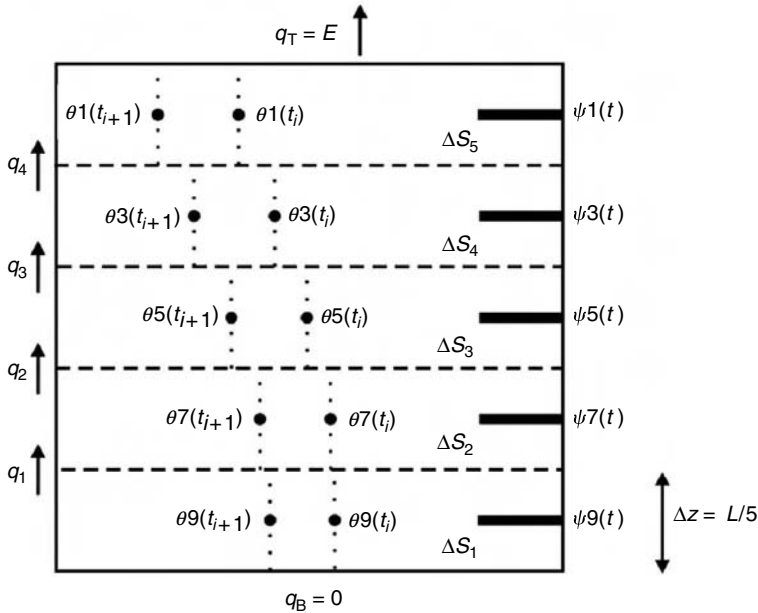 q_T = E
θ1(t_{i+1}) θ1(t_i) ψ1(t)
ΔS_5
q_4
θ3(t_{i+1}) θ3(t_i) ψ3(t)
ΔS_4
q_3
θ5(t_{i+1}) θ5(t_i) ψ5(t)
ΔS_3
q_2
θ7(t_{i+1}) θ7(t_i) ψ7(t)
ΔS_2
q_1
θ9(t_{i+1}) θ9(t_i) ψ9(t) Δz = L/5
ΔS_1
q_B = 0